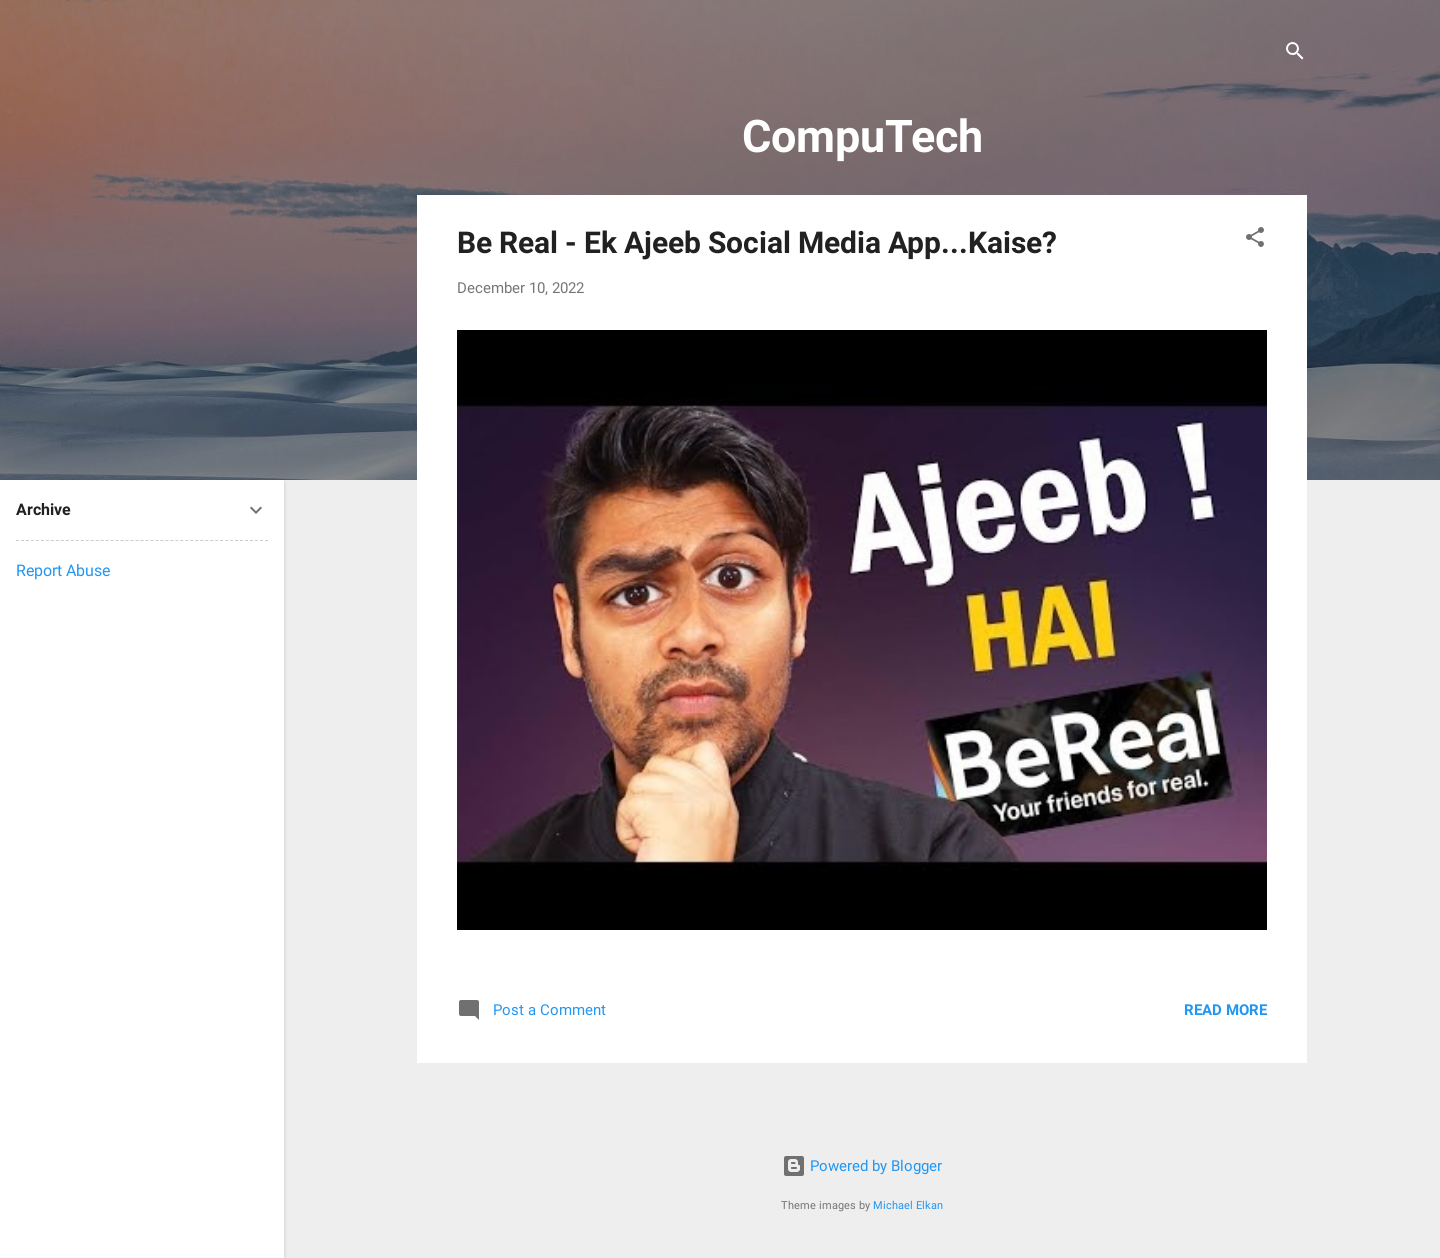 CompuTech
Be Real - Ek Ajeeb Social Media App...Kaise?
December 10, 2022
Ajeeb !
HAI
BeReal
Your friends for real.
Archive
Report Abuse
Post a Comment
READ MORE
Powered by Blogger
Theme images by Michael Elkan